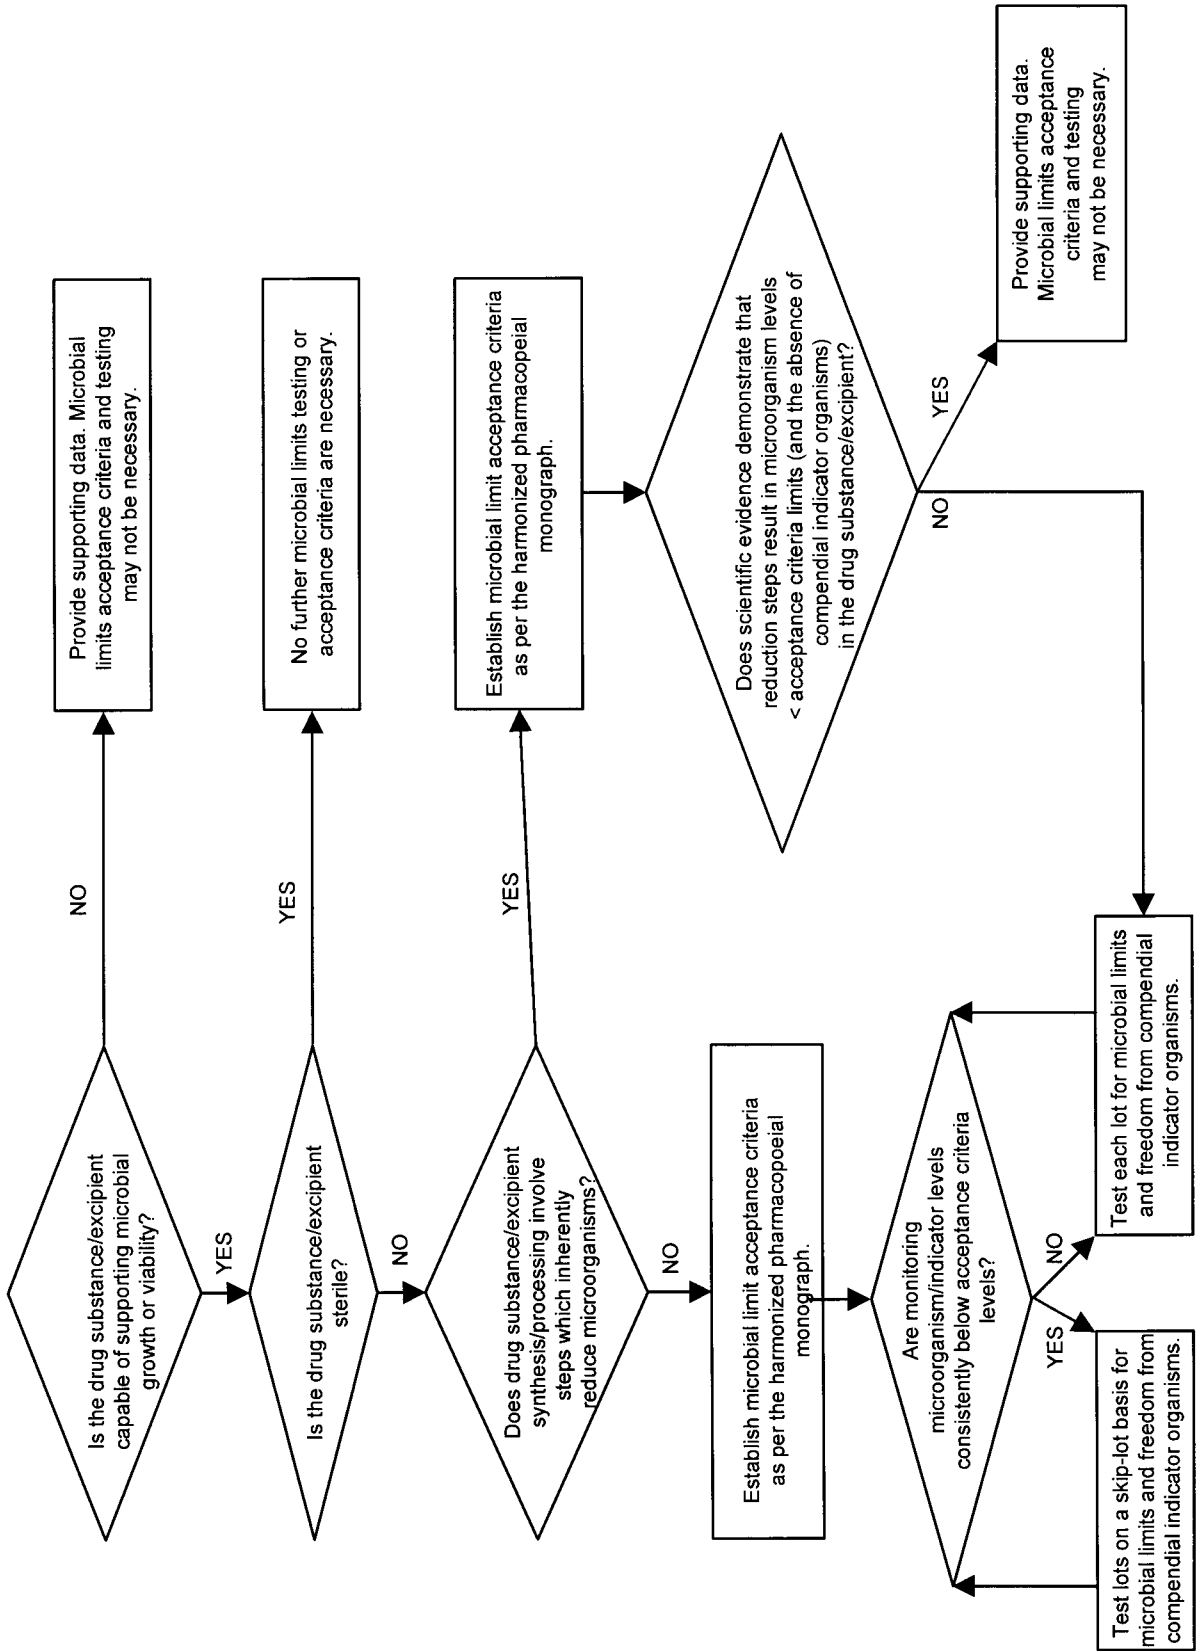 Is the drug substance/excipient
capable of supporting microbial
growth or viability?
NO
Provide supporting data. Microbial
limits acceptance criteria and testing
may not be necessary.
YES
Is the drug substance/excipient
sterile?
YES
No further microbial limits testing or
acceptance criteria are necessary.
NO
Does drug substance/excipient
synthesis/processing involve
steps which inherently
reduce microorganisms?
YES
Establish microbial limit acceptance criteria
as per the harmonized pharmacopeial
monograph.
NO
Establish microbial limit acceptance criteria
as per the harmonized pharmacopoeial
monograph.
Does scientific evidence demonstrate that
reduction steps result in microorganism levels
< acceptance criteria limits (and the absence of
compendial indicator organisms)
in the drug substance/excipient?
NO
YES
Provide supporting data.
Microbial limits acceptance
criteria and testing
may not be necessary.
Are monitoring
microorganism/indicator levels
consistently below acceptance criteria
levels?
YES
NO
Test lots on a skip-lot basis for
microbial limits and freedom from
compendial indicator organisms.
Test each lot for microbial limits
and freedom from compendial
indicator organisms.